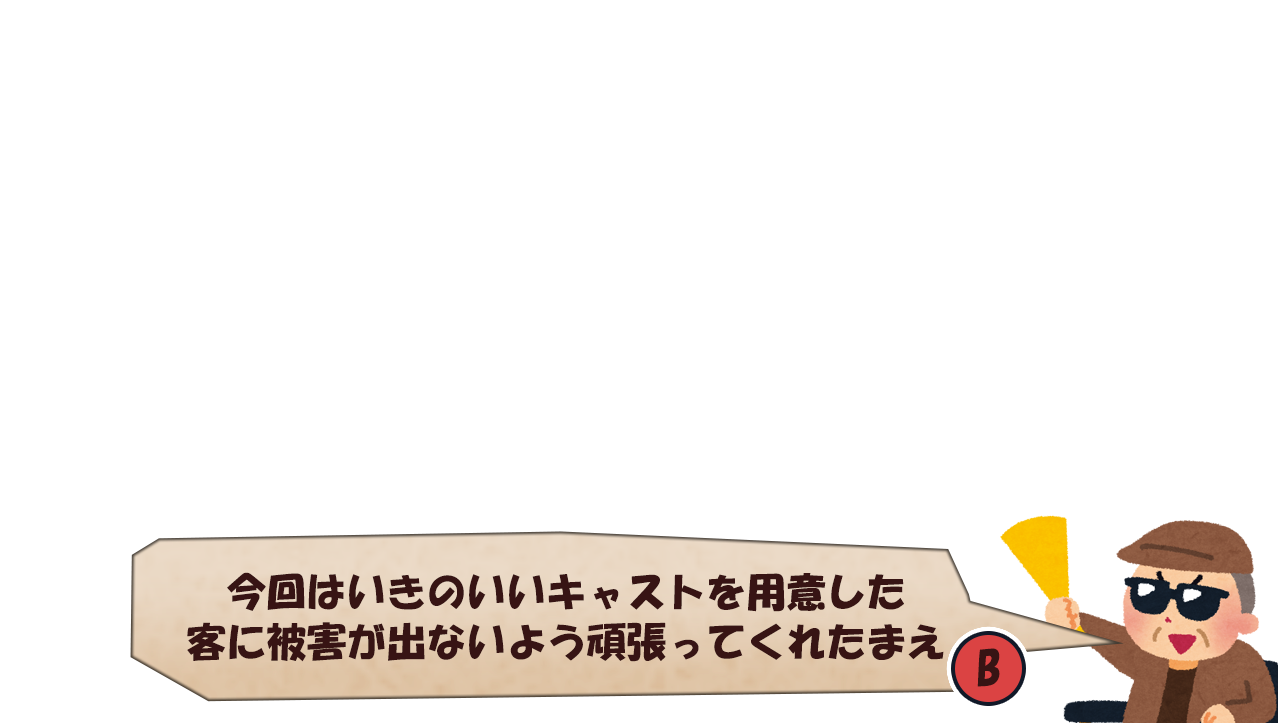 今回はいきのいいキャストを用意した
客に被害が出ないよう頑張ってくれたまえ
B